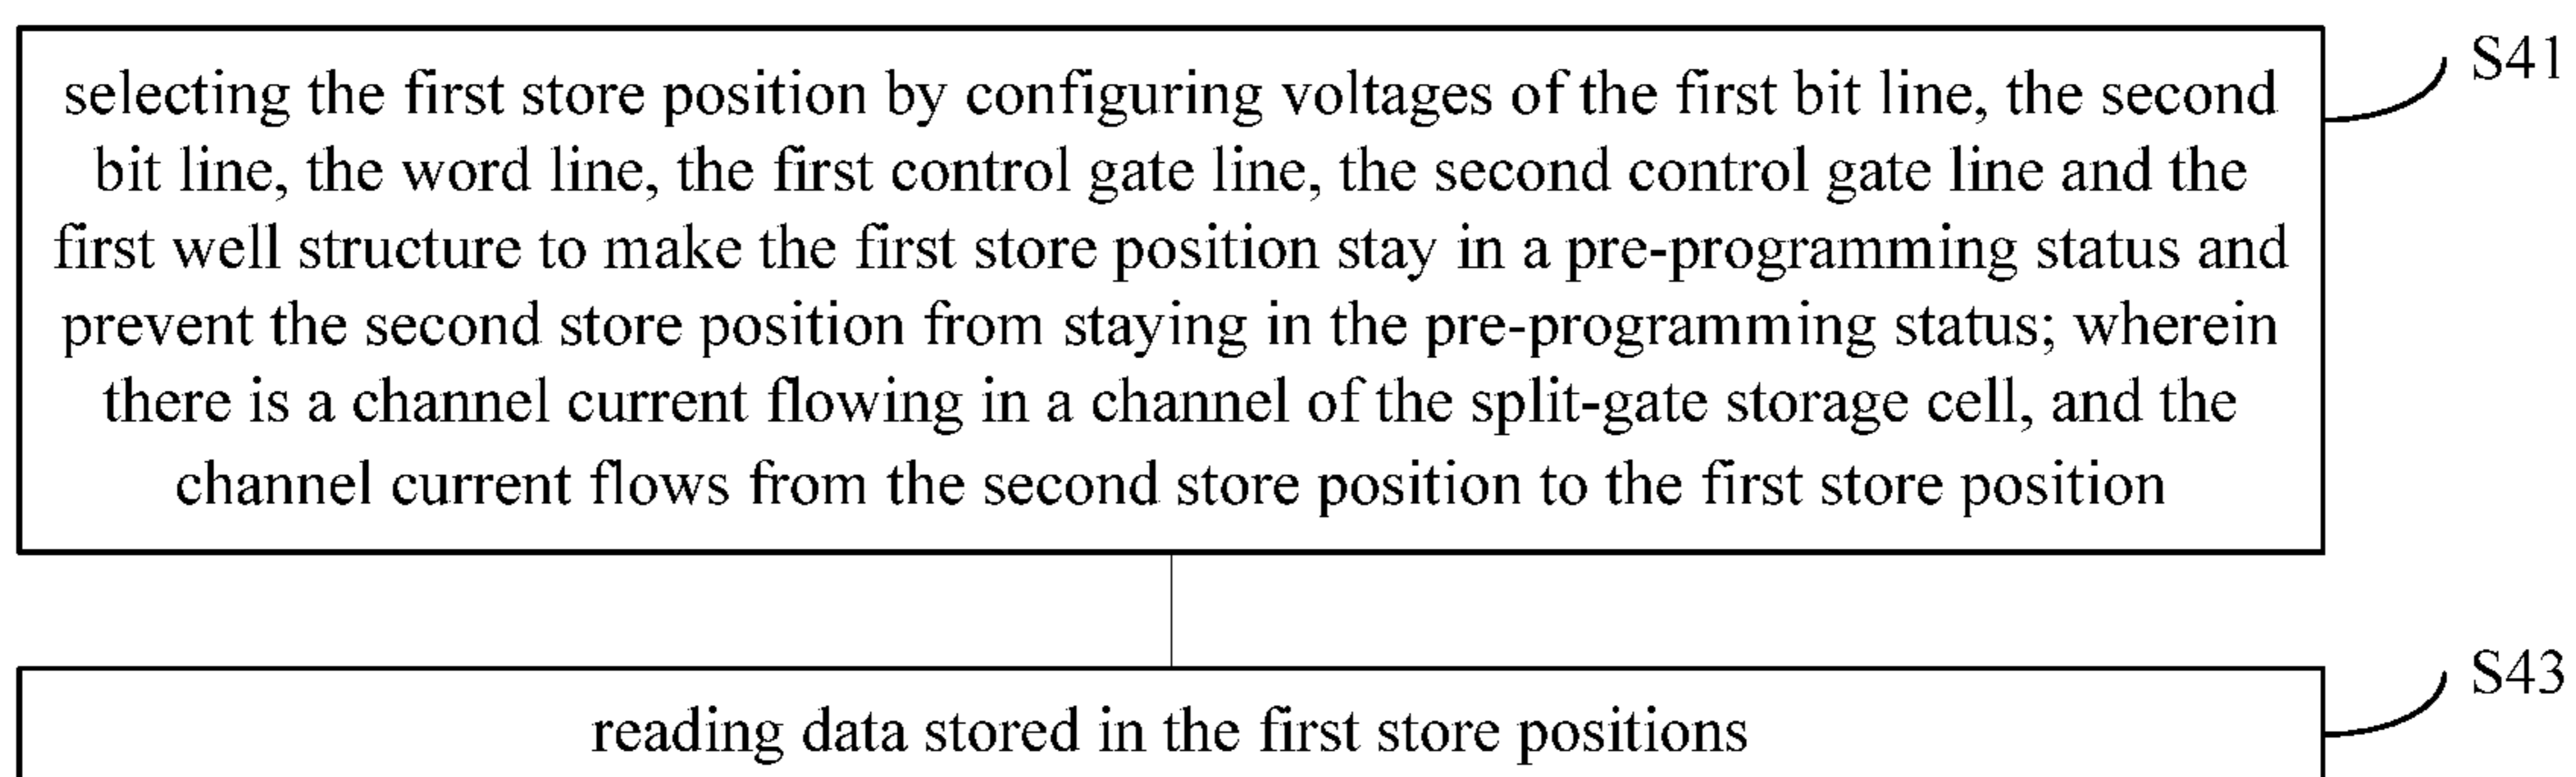 selecting the first store position by configuring voltages of the first bit line, the second
bit line, the word line, the first control gate line, the second control gate line and the
first well structure to make the first store position stay in a pre-programming status and
prevent the second store position from staying in the pre-programming status; wherein
there is a channel current flowing in a channel of the split-gate storage cell, and the
channel current flows from the second store position to the first store position
S41
reading data stored in the first store positions
S43